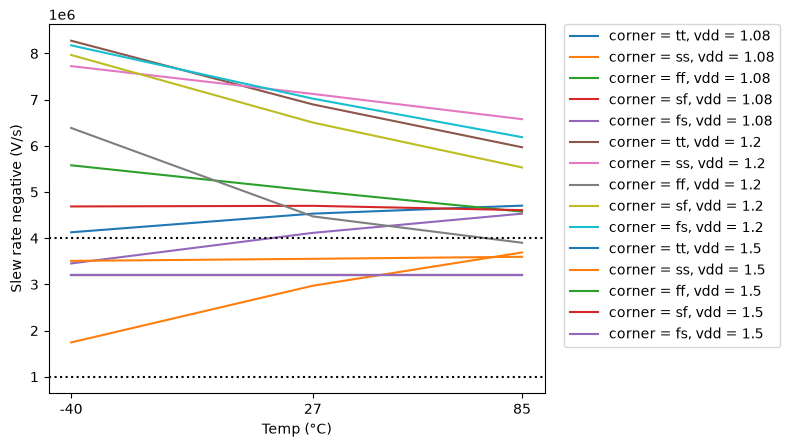 1e6
8
7
6
5
4
3
2
1
Slew rate negative (V/s)
-40
27
85
Temp (°C)
corner = tt, vdd = 1.08
corner = ss, vdd = 1.08
corner = ff, vdd = 1.08
corner = sf, vdd = 1.08
corner = fs, vdd = 1.08
corner = tt, vdd = 1.2
corner = ss, vdd = 1.2
corner = ff, vdd = 1.2
corner = sf, vdd = 1.2
corner = fs, vdd = 1.2
corner = tt, vdd = 1.5
corner = ss, vdd = 1.5
corner = ff, vdd = 1.5
corner = sf, vdd = 1.5
corner = fs, vdd = 1.5